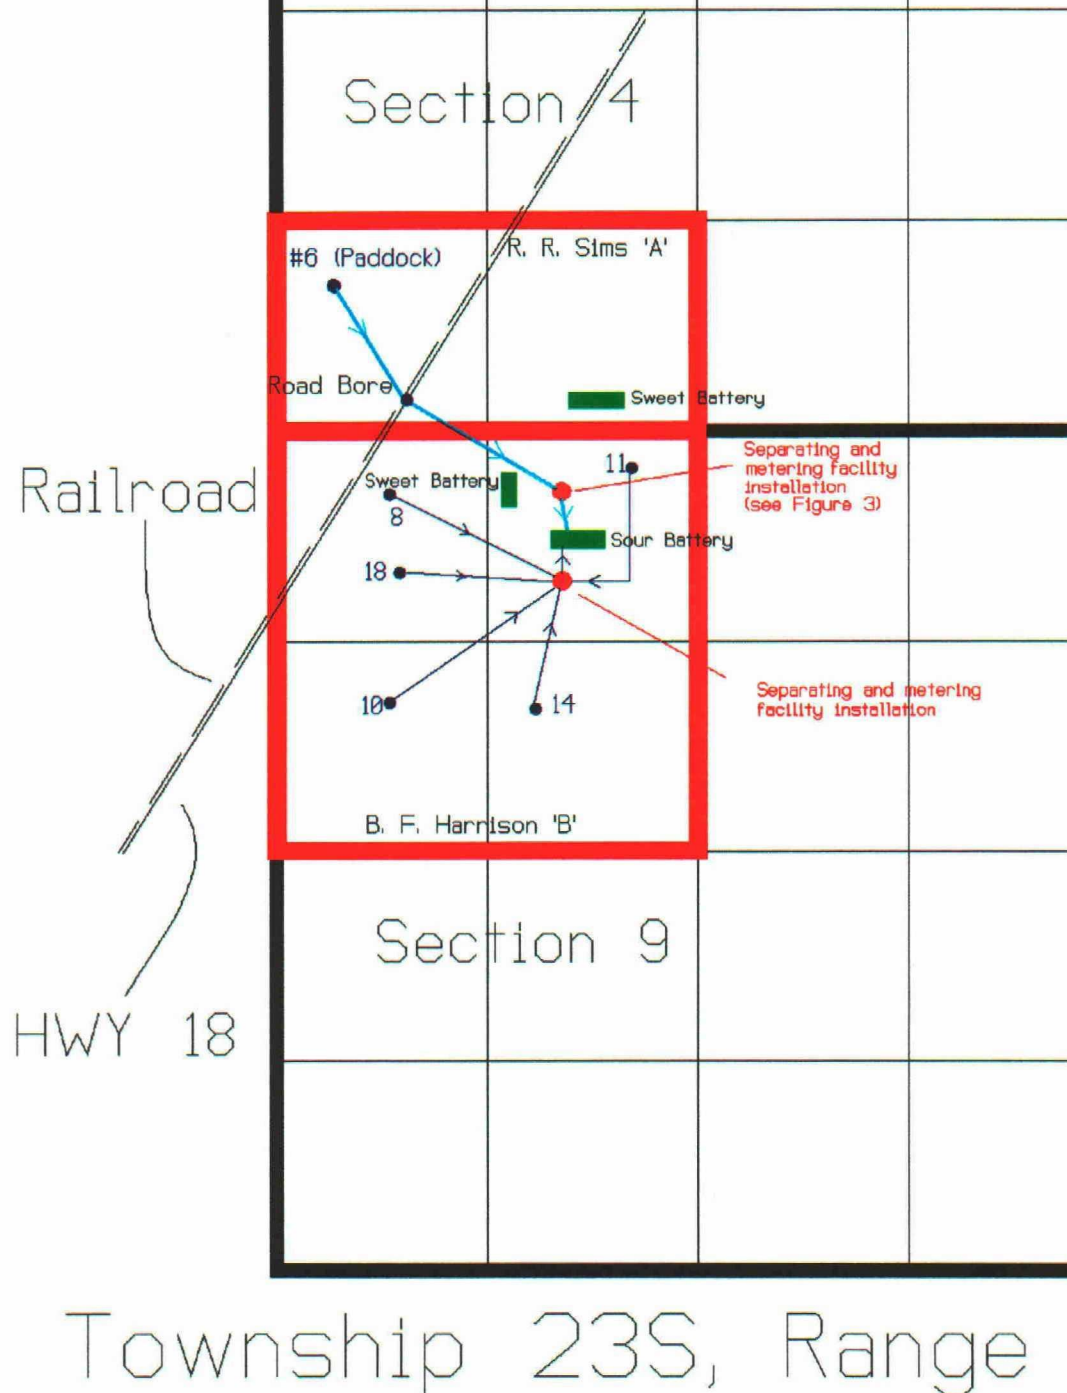 Section 4
R. R. Sims 'A'
#6 (Paddock)
Road Bore
Sweet Battery
Separating and
metering facility
installation
(see Figure 3)
11
Railroad
Sweet Battery
8
Sour Battery
18
10
14
Separating and metering
facility installation
B. F. Harrison 'B'
Section 9
HWY 18
Township 23S, Range